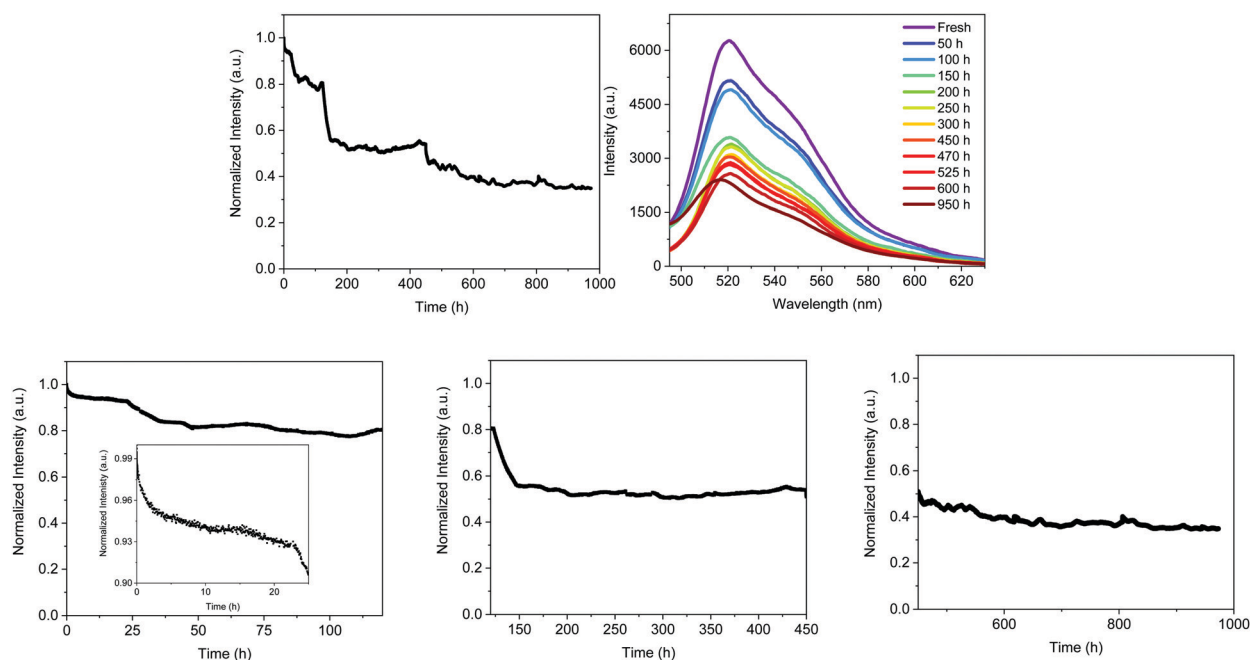 Normalized Intensity (a.u.)
1.0
0.8
0.6
0.4
0.2
0.0
0 200 400 600 800 1000
Time (h)
Intensity (a.u.)
6000
4500
3000
1500
0
500 520 540 560 580 600 620
Wavelength (nm)
Fresh
50 h
100 h
150 h
200 h
250 h
300 h
450 h
470 h
525 h
600 h
950 h
Normalized Intensity (a.u.)
1.0
0.8
0.6
0.4
0.2
0.0
0 25 50 75 100
Time (h)
Normalized Intenisty (a.u.)
0.99
0.96
0.93
0.90
0 10 20
Time (h)
Normalized Intensity (a.u.)
1.0
0.8
0.6
0.4
0.2
0.0
150 200 250 300 350 400 450
Time (h)
Normalized Intensity (a.u.)
1.0
0.8
0.6
0.4
0.2
0.0
600 800 1000
Time (h)